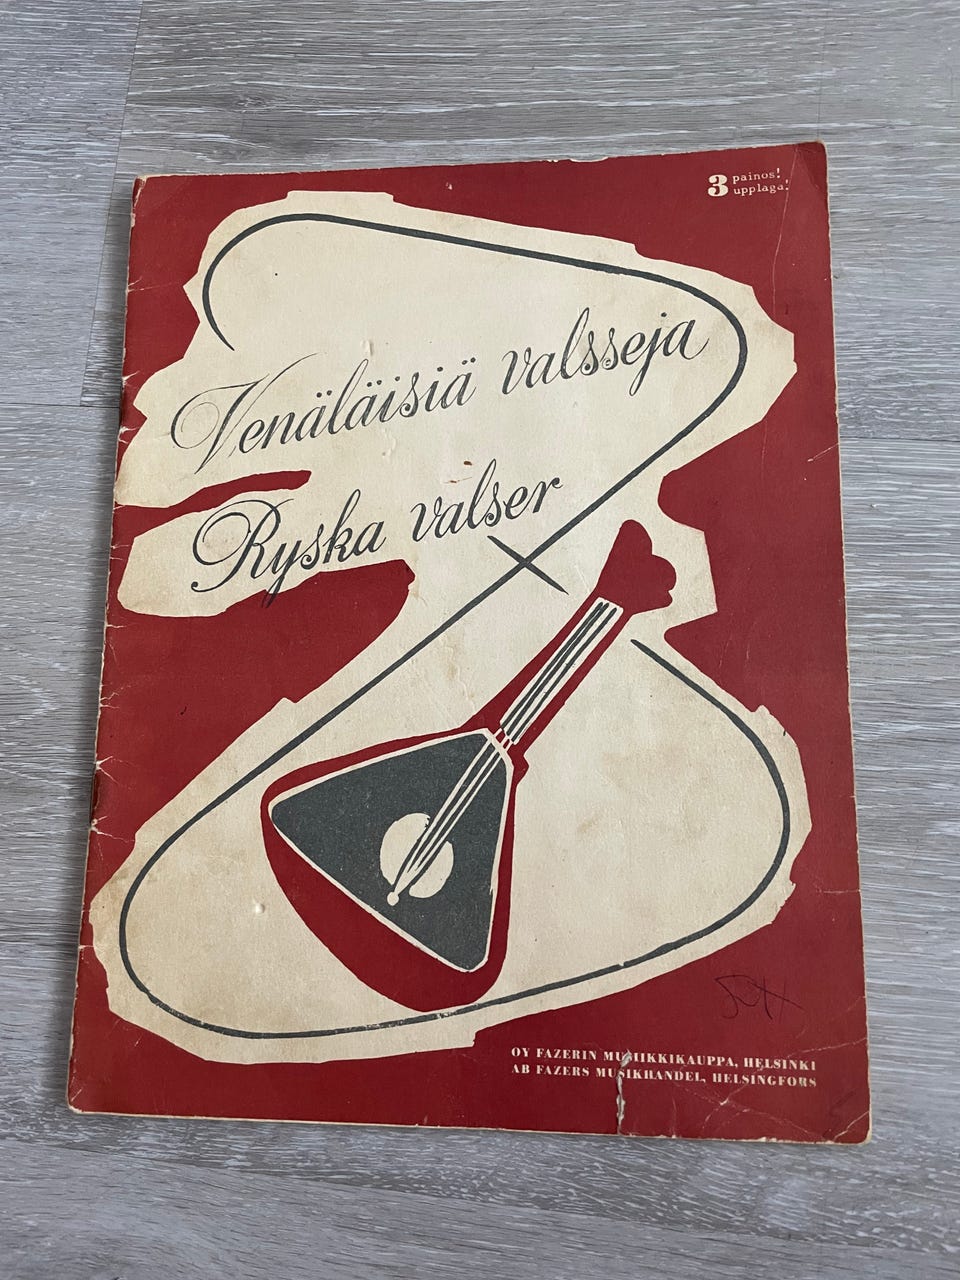 3 painos!
upplaga!
Venäläisiä valsseja
Ryska valser
OY FAZERIN MUSIIKKIKAUPPA, HELSINKI
AB FAZERS MUSIKHANDEL, HELSINGFORS